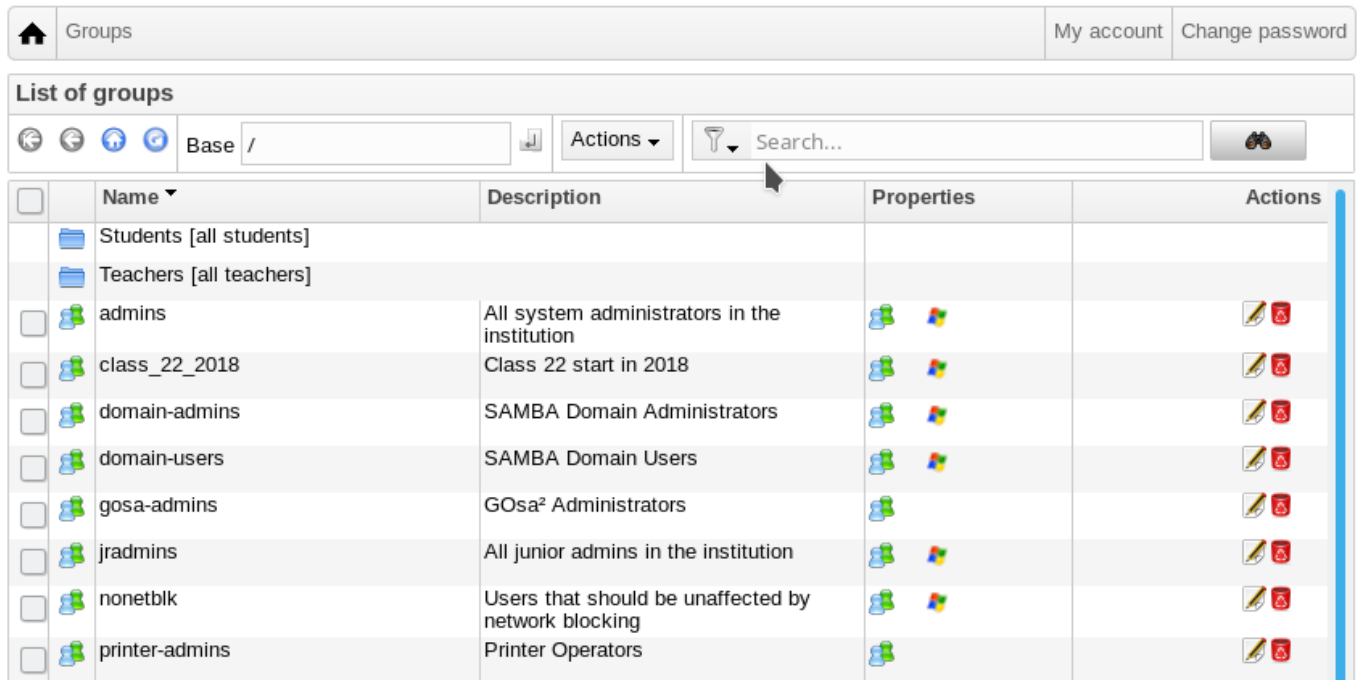 Groups My account Change password
List of groups
Base / Actions Search...
Name Description Properties Actions
Students [all students]
Teachers [all teachers]
admins All system administrators in the
institution
class_22_2018 Class 22 start in 2018
domain-admins SAMBA Domain Administrators
domain-users SAMBA Domain Users
gosa-admins GOsa² Administrators
jradmins All junior admins in the institution
nonetblk Users that should be unaffected by
network blocking
printer-admins Printer Operators